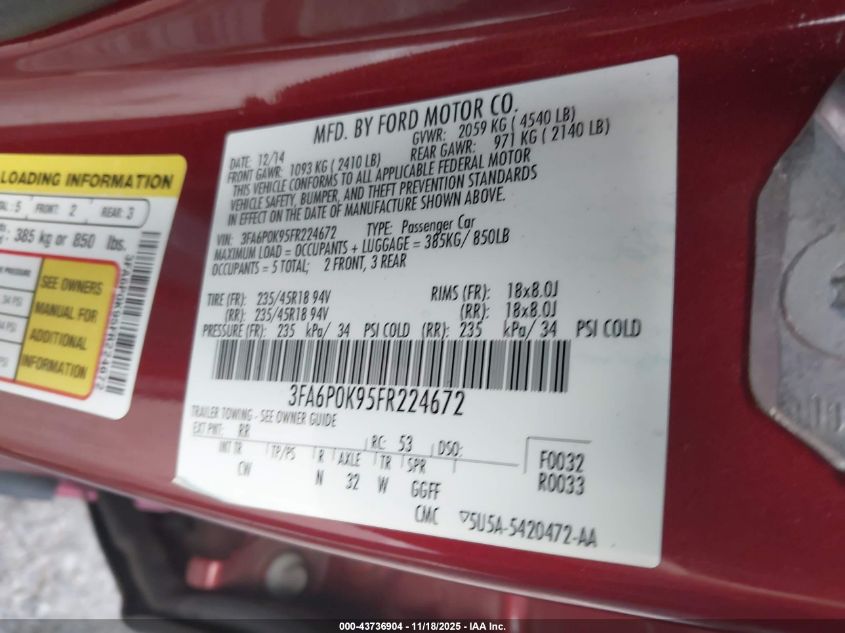 LOADING INFORMATION
: 5 FRONT: 2 REAR: 3
: 385 kg or 850 lbs.
PRESSURE
SEE OWNERS
MANUAL FOR
ADDITIONAL
INFORMATION
34 PSI
PSI
PSI
3FA6P0K95FR224672
MFD. BY FORD MOTOR CO.
DATE: 12/14 GVWR: 2059 KG ( 4540 LB)
FRONT GAWR: 1093 KG ( 2410 LB) REAR GAWR: 971 KG ( 2140 LB)
THIS VEHICLE CONFORMS TO ALL APPLICABLE FEDERAL MOTOR
VEHICLE SAFETY, BUMPER, AND THEFT PREVENTION STANDARDS
IN EFFECT ON THE DATE OF MANUFACTURE SHOWN ABOVE.
VIN: 3FA6P0K95FR224672 TYPE: Passenger Car
MAXIMUM LOAD = OCCUPANTS + LUGGAGE = 385KG/ 850LB
OCCUPANTS = 5 TOTAL; 2 FRONT, 3 REAR
TIRE (FR): 235/45R18 94V RIMS (FR): 18x8.0J
(RR): 235/45R18 94V (RR): 18x8.0J
PRESSURE (FR): 235 kPa/ 34 PSI COLD (RR): 235 kPa/ 34 PSI COLD
3FA6P0K95FR224672
TRAILER TOWING - SEE OWNER GUIDE
EXT PNT: RR RC: 53 DSO: F0032
INT TR TP/PS R AXLE TR SPR R0033
CW N 32 W GGFF
CMC ▽5U5A-5420472-AA
000-43736904 - 11/18/2025 - IAA Inc.